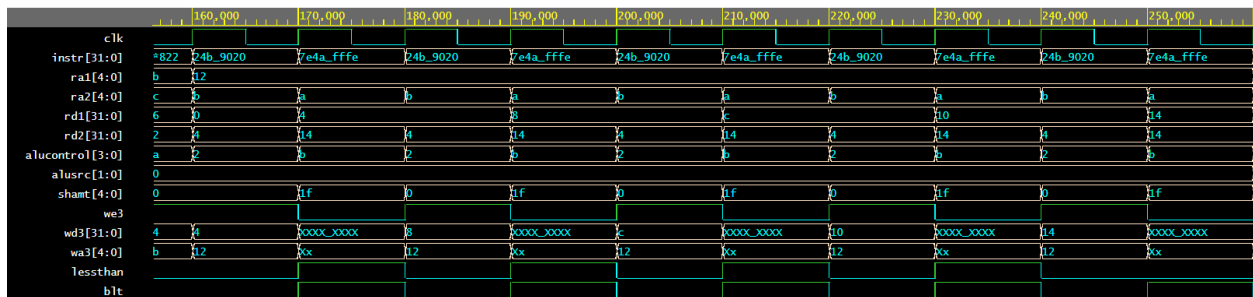 160,000 170,000 180,000 190,000 200,000 210,000 220,000 230,000 240,000 250,000
clk
instr[31:0] *822 24b_9020 7e4a_fffe 24b_9020 7e4a_fffe 24b_9020 7e4a_fffe 24b_9020 7e4a_fffe 24b_9020 7e4a_fffe
ra1[4:0] b 12
ra2[4:0] c b a b a b a b a b a
rd1[31:0] 6 0 4 8 c 10 14
rd2[31:0] 2 4 14 4 14 4 14 4 14 4 14
alucontrol[3:0] a 2 b 2 b 2 b 2 b 2 b
alusrc[1:0] 0
shamt[4:0] 0 1f 0 1f 0 1f 0 1f 0 1f
we3
wd3[31:0] 4 4 XXXX_XXXX 8 XXXX_XXXX c XXXX_XXXX 10 XXXX_XXXX 14 XXXX_XXXX
wa3[4:0] b 12 Xx 12 Xx 12 Xx 12 Xx 12 Xx
lessthan
blt